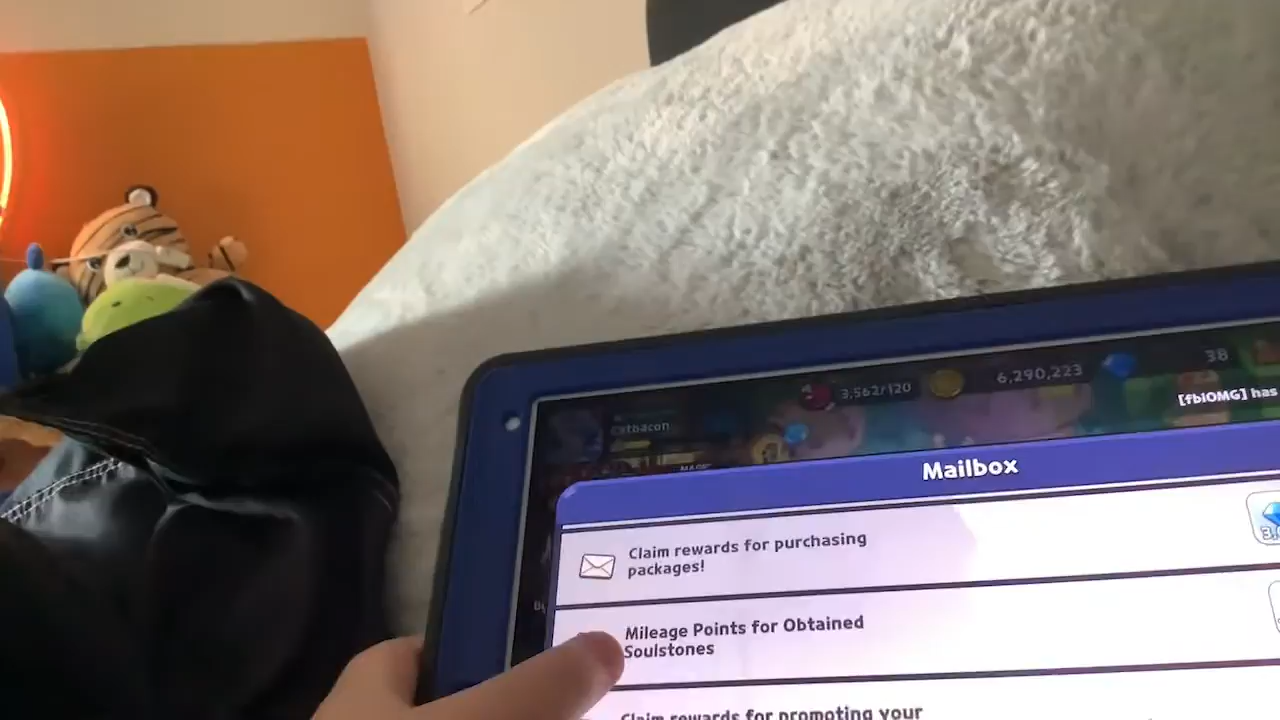 3,562/120
6,290,223
38
[fbIOMG] has
Mailbox
Claim rewards for purchasing
packages!
Mileage Points for Obtained
Soulstones
Claim rewards for promoting your